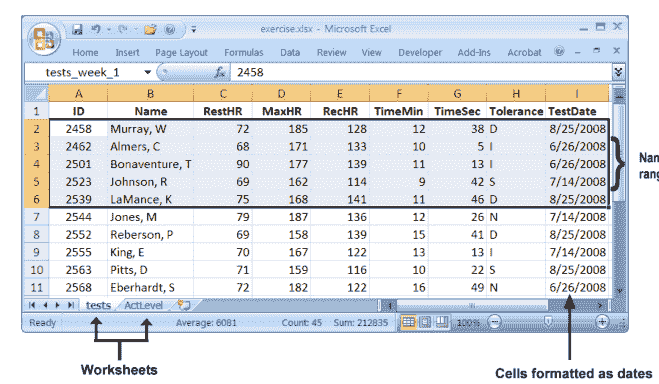 exercise.xlsx - Microsoft Excel
Home Insert Page Layout Formulas Data Review View Developer Add-Ins Acrobat
tests_week_1 fx 2458
A B C D E F G H I
1 ID Name RestHR MaxHR RecHR TimeMin TimeSec Tolerance TestDate
2 2458 Murray, W 72 185 128 12 38 D 8/25/2008
3 2462 Almers, C 68 171 133 10 5 I 6/26/2008
4 2501 Bonaventure, T 90 177 139 11 13 I 6/26/2008
5 2523 Johnson, R 69 162 114 9 42 S 7/14/2008
6 2539 LaMance, K 75 168 141 11 46 D 8/25/2008
7 2544 Jones, M 79 187 136 12 26 N 7/14/2008
8 2552 Reberson, P 69 158 139 15 41 D 8/25/2008
9 2555 King, E 70 167 122 13 13 I 7/14/2008
10 2563 Pitts, D 71 159 116 10 22 S 8/25/2008
11 2568 Eberhardt, S 72 182 122 16 49 N 6/26/2008
Nam
rang
tests ActLevel
Ready Average: 6081 Count: 45 Sum: 212835 100%
Worksheets
Cells formatted as dates